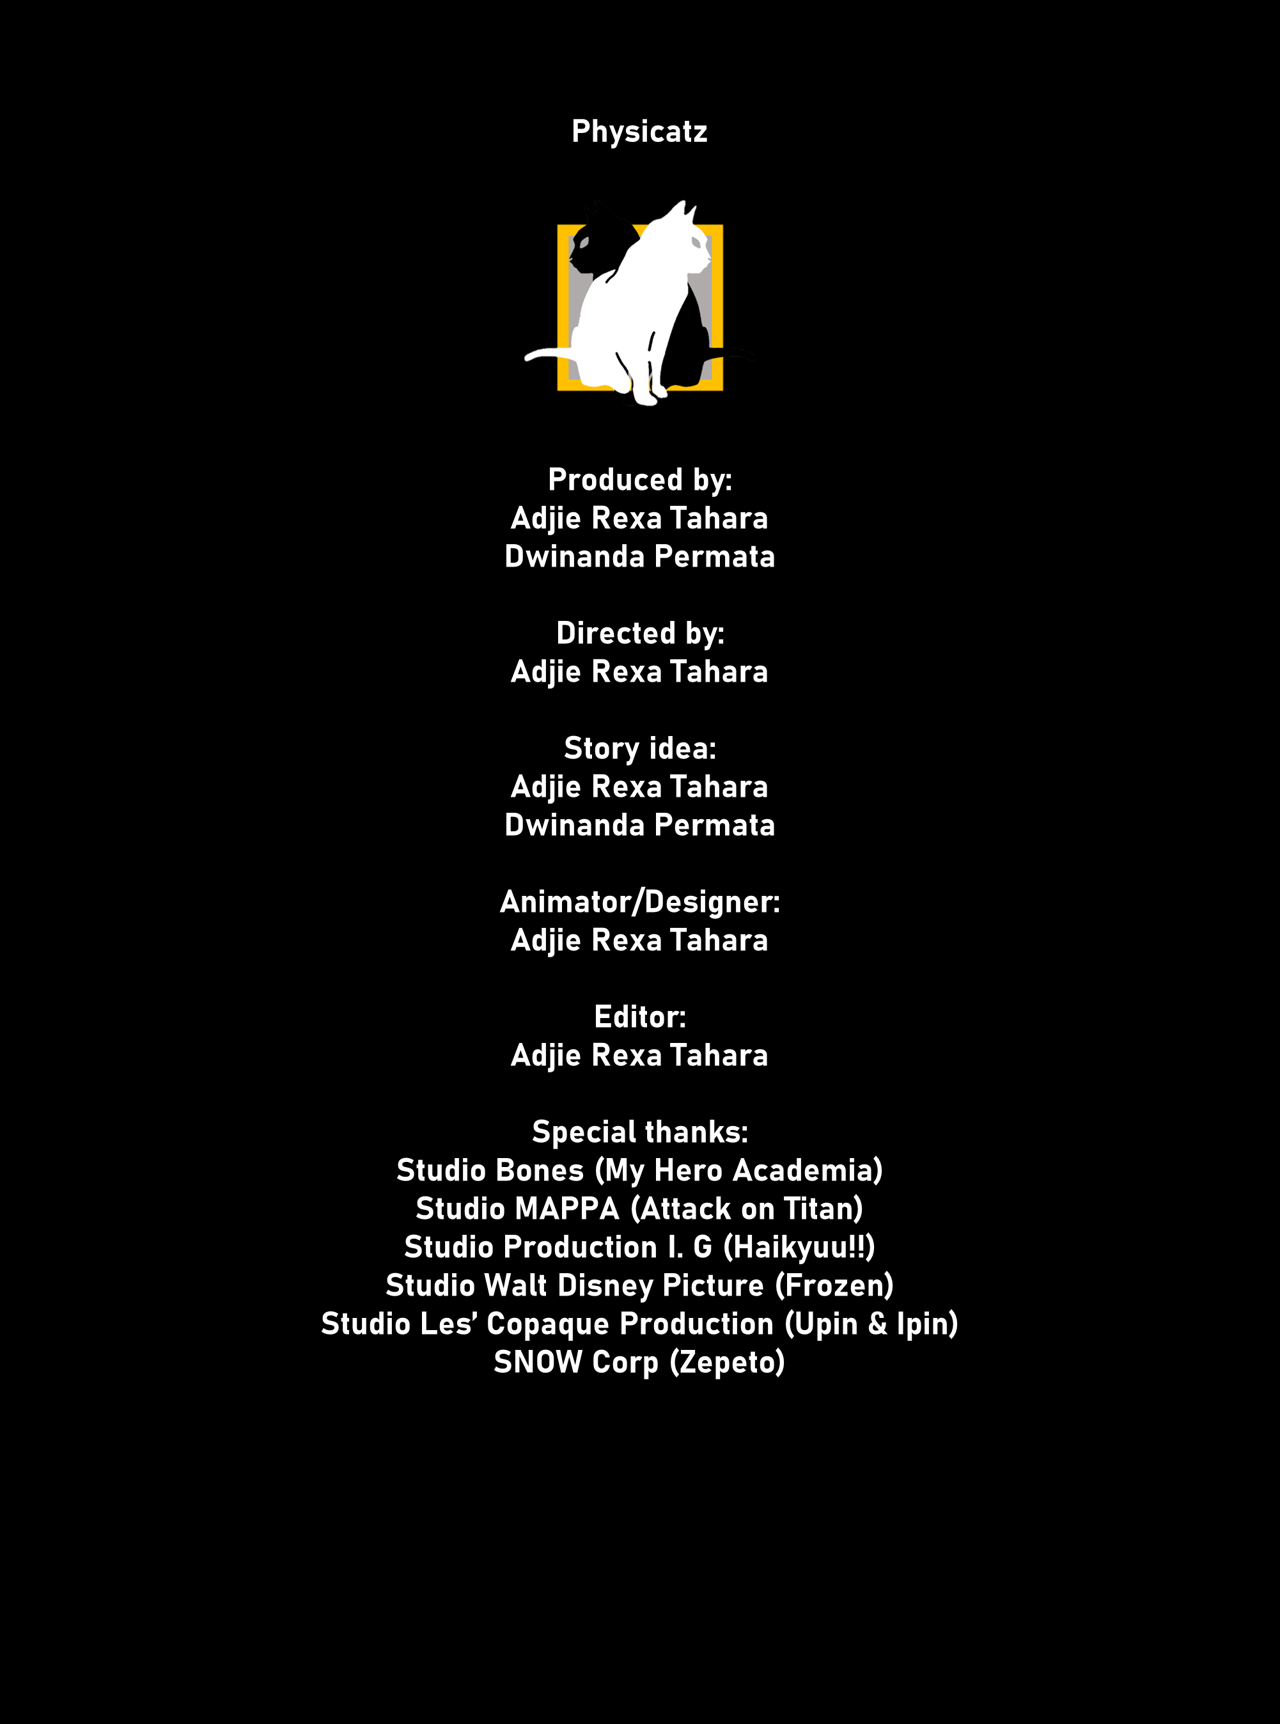 Physicatz
Produced by:
Adjie Rexa Tahara
Dwinanda Permata
Directed by:
Adjie Rexa Tahara
Story idea:
Adjie Rexa Tahara
Dwinanda Permata
Animator/Designer:
Adjie Rexa Tahara
Editor:
Adjie Rexa Tahara
Special thanks:
Studio Bones (My Hero Academia)
Studio MAPPA (Attack on Titan)
Studio Production I. G (Haikyuu!!)
Studio Walt Disney Picture (Frozen)
Studio Les’ Copaque Production (Upin & Ipin)
SNOW Corp (Zepeto)